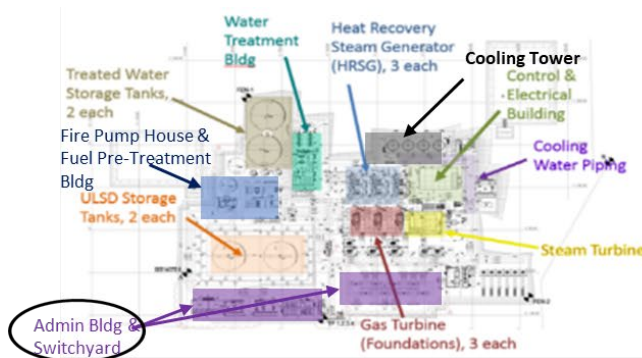 Water
Treatment
Bldg
Heat Recovery
Steam Generator
(HRSG), 3 each
Cooling Tower
Control &
Electrical
Building
Treated Water
Storage Tanks,
2 each
Fire Pump House &
Fuel Pre-Treatment
Bldg
Cooling
Water Piping
ULSD Storage
Tanks, 2 each
Steam Turbine
Admin Bldg &
Switchyard
Gas Turbine
(Foundations), 3 each